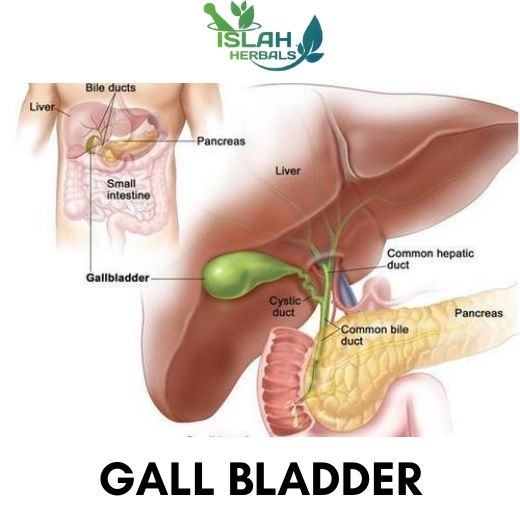 ISLAH
HERBALS
Bile ducts
Liver
Pancreas
Small
intestine
Gallbladder
Liver
Common hepatic
duct
Cystic
duct
Pancreas
Common bile
duct
GALL BLADDER